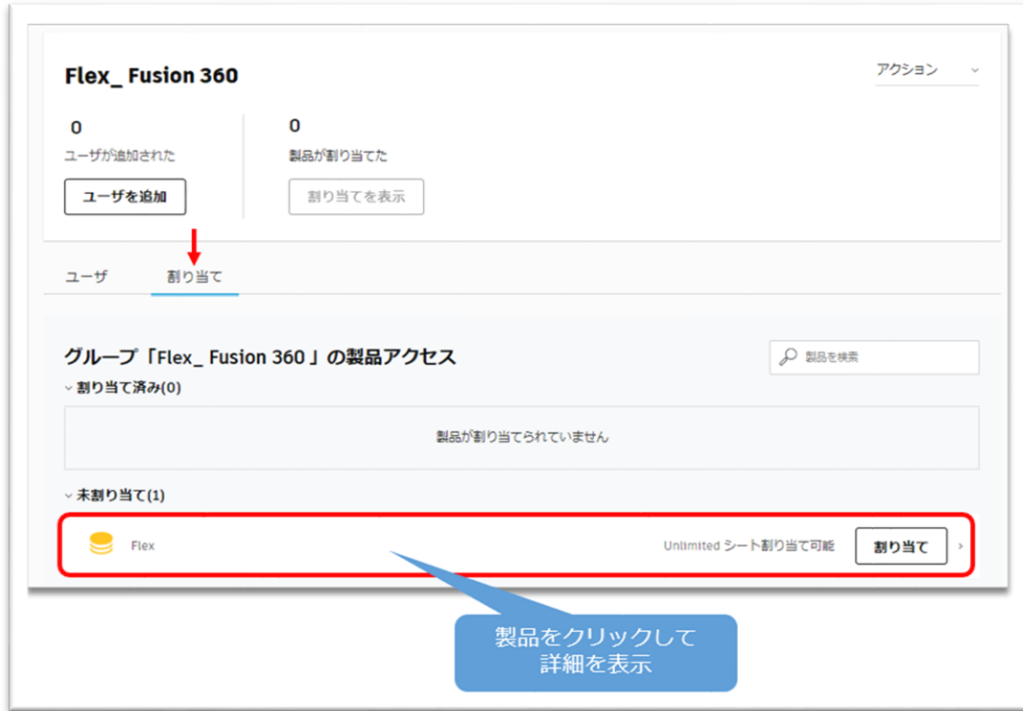 Flex_ Fusion 360
アクション
0
ユーザが追加された
ユーザを追加
0
製品が割り当てた
割り当てを表示
ユーザ
割り当て
グループ「Flex_ Fusion 360 」の製品アクセス
製品を検索
割り当て済み(0)
製品が割り当てられていません
未割り当て(1)
Flex
Unlimited シート割り当て可能
割り当て
製品をクリックして
詳細を表示